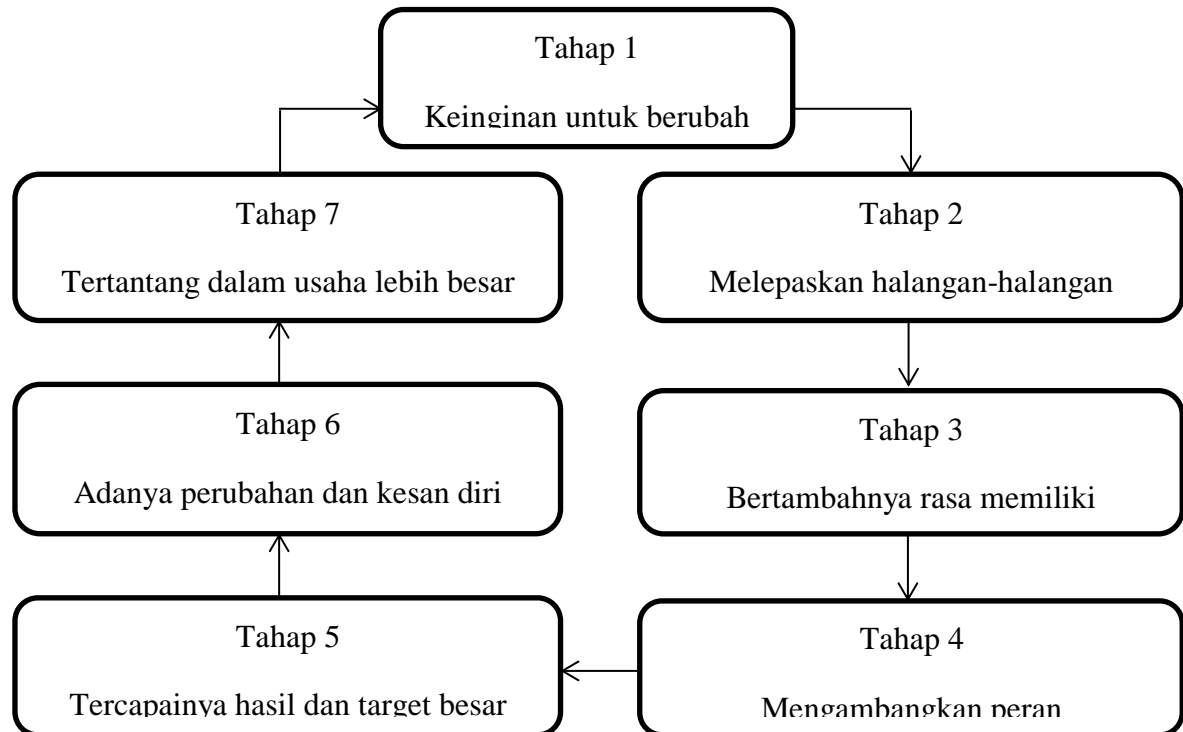 Tahap 1
Keinginan untuk berubah
Tahap 2
Melepaskan halangan-halangan
Tahap 3
Bertambahnya rasa memiliki
Tahap 4
Mengambangkan peran
Tahap 5
Tercapainya hasil dan target besar
Tahap 6
Adanya perubahan dan kesan diri
Tahap 7
Tertantang dalam usaha lebih besar